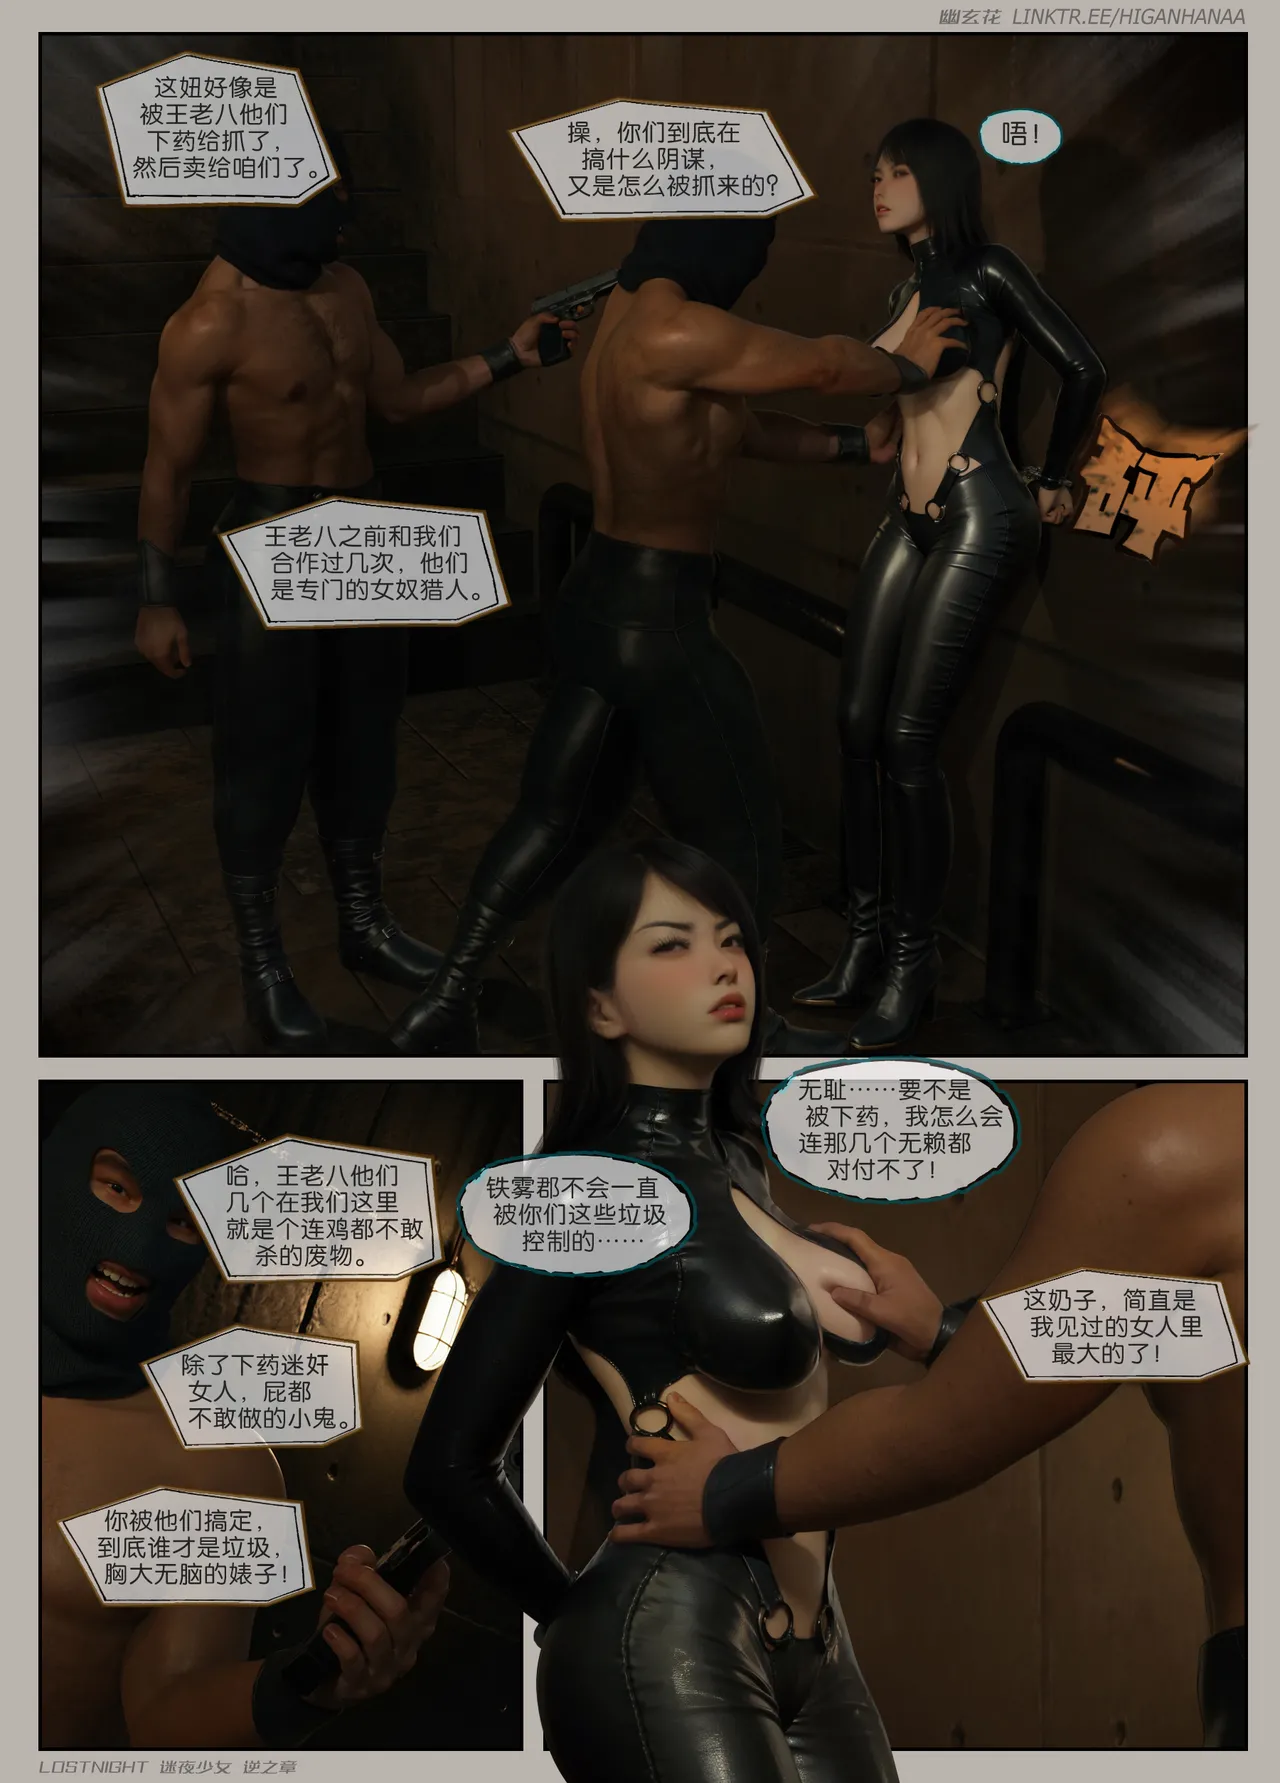 幽玄花 LINKTR.EE/HIGANHANAA
这妞好像是
被王老八他们
下药给抓了，
然后卖给咱们了。
操，你们到底在
搞什么阴谋，
又是怎么被抓来的？
唔！
王老八之前和我们
合作过几次，他们
是专门的女奴猎人。
哈，王老八他们
几个在我们这里
就是个连鸡都不敢
杀的废物。
除了下药迷奸
女人，屁都
不敢做的小鬼。
你被他们搞定，
到底谁才是垃圾，
胸大无脑的婊子！
无耻……要不是
被下药，我怎么会
连那几个无赖都
对付不了！
铁雾郡不会一直
被你们这些垃圾
控制的……
这奶子，简直是
我见过的女人里
最大的了！
LOSTNIGHT 迷夜少女 逆之章